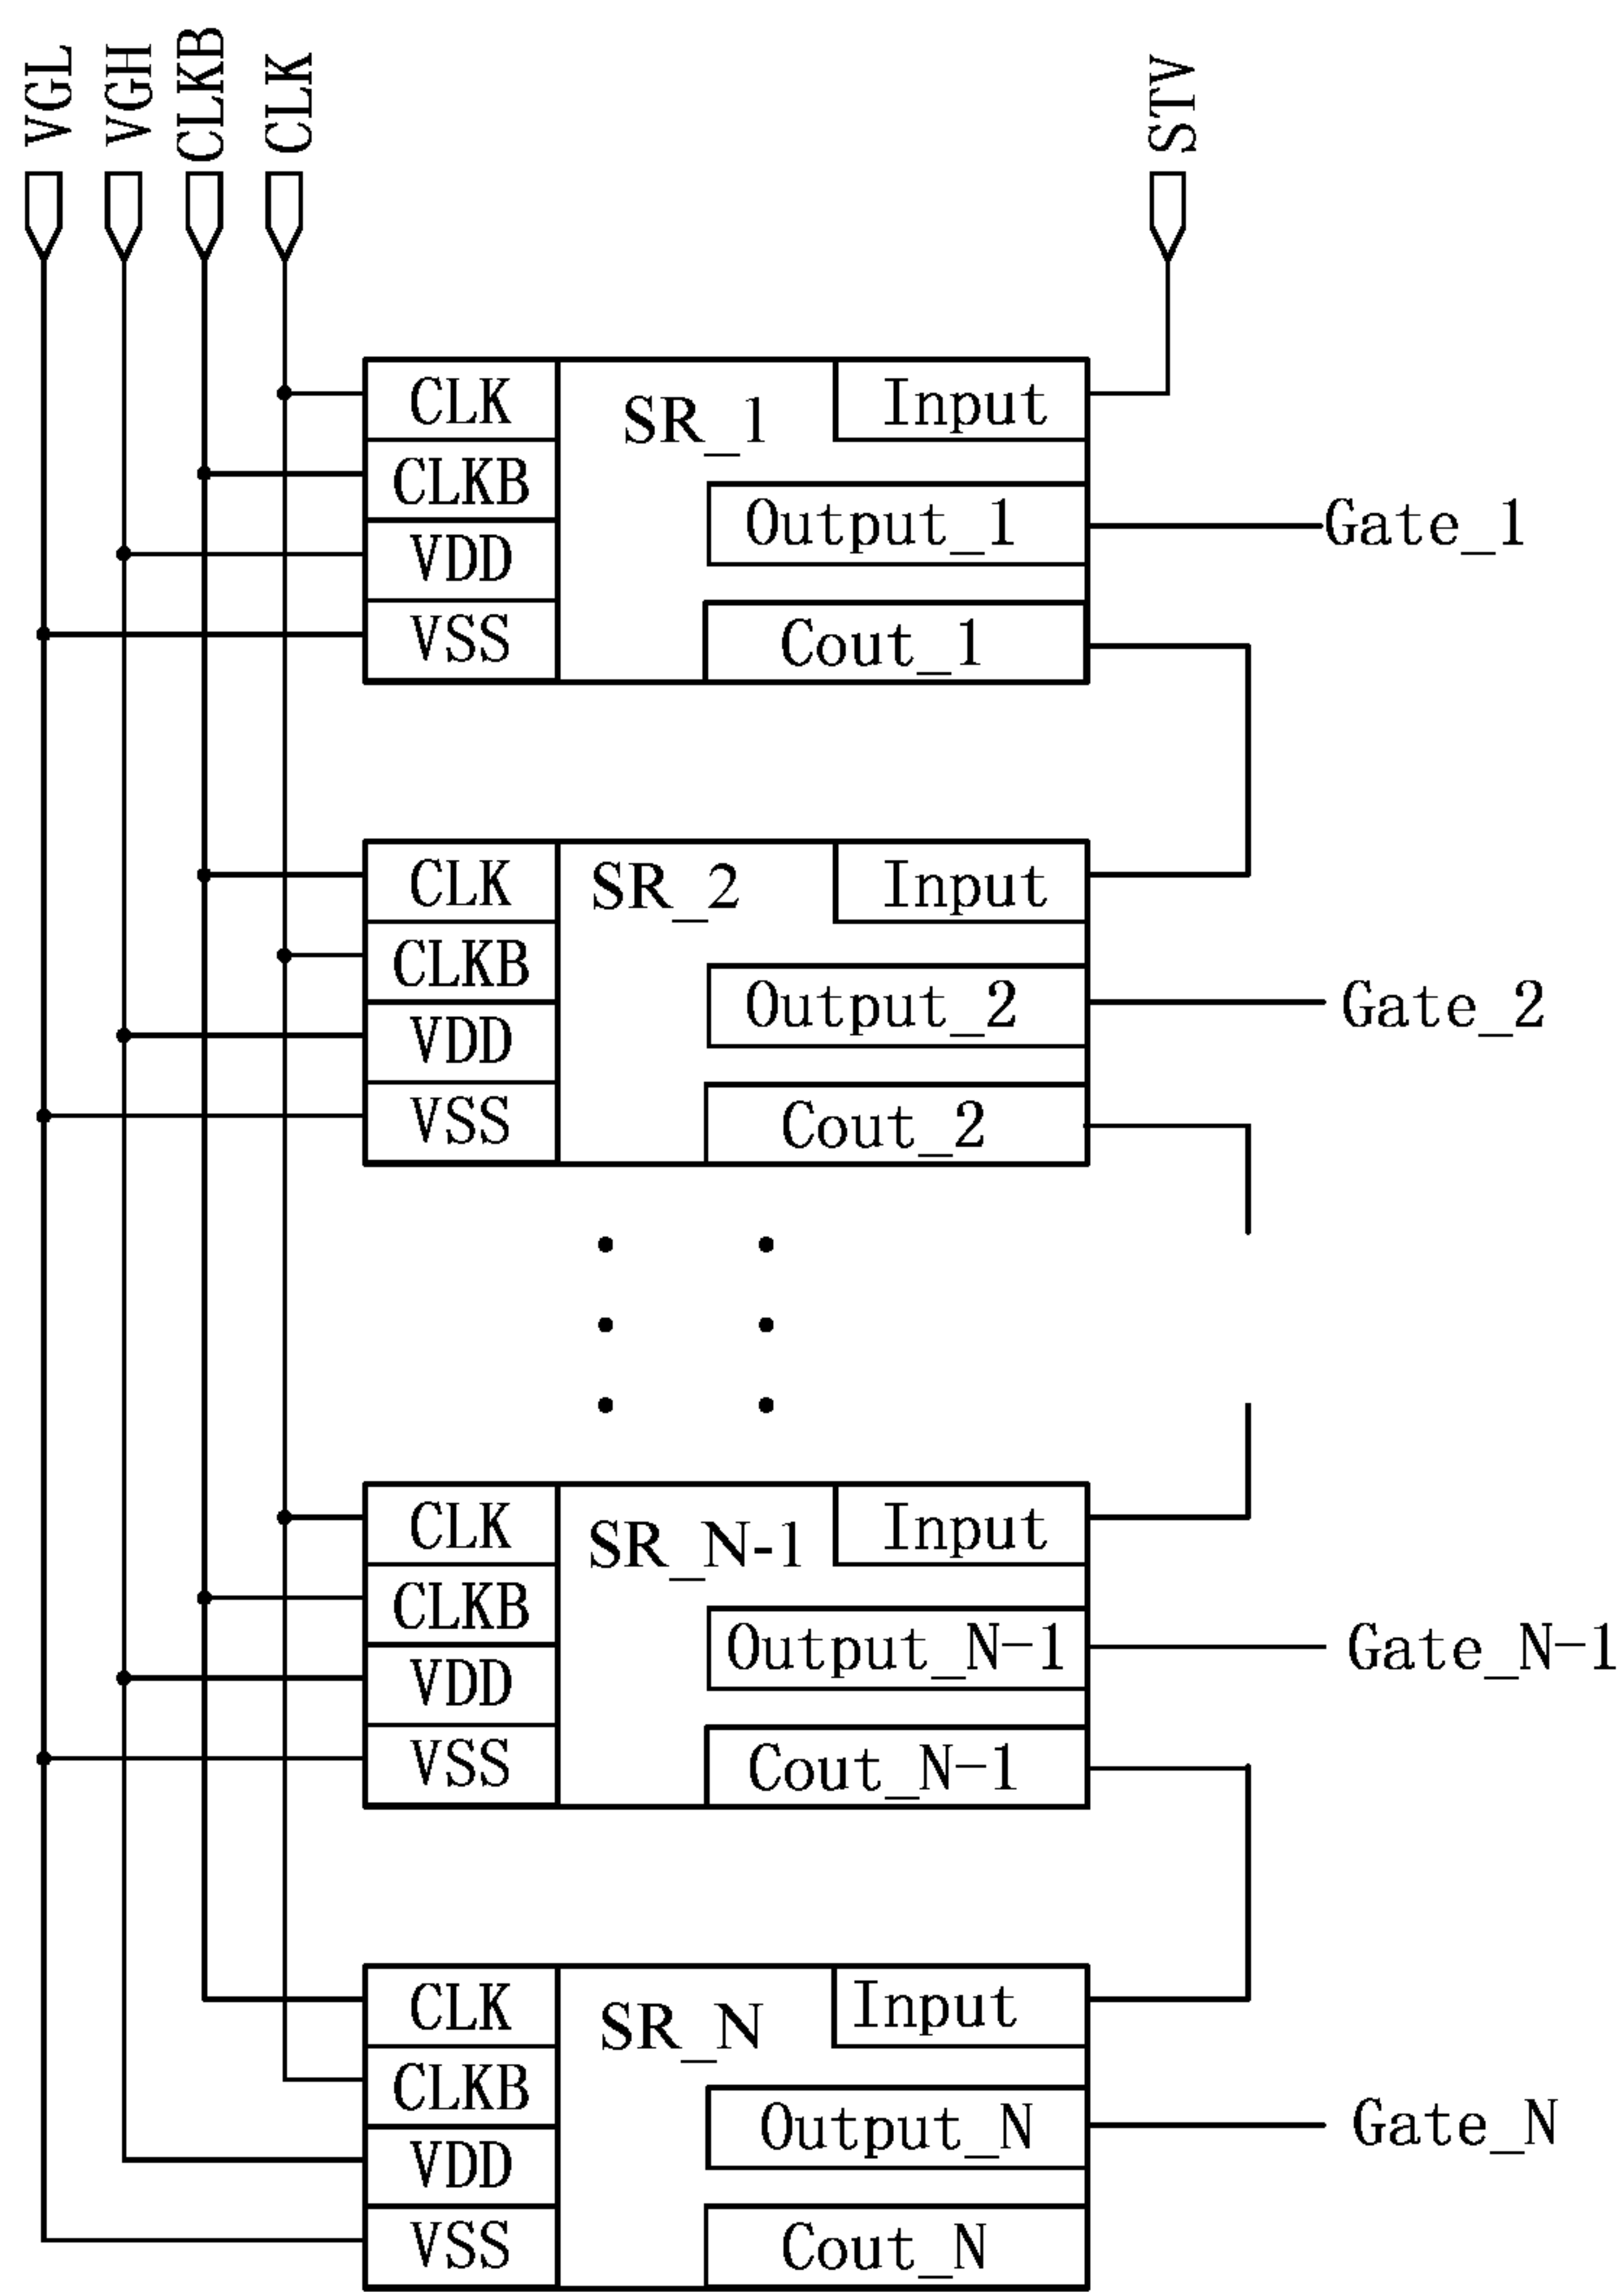 VGL
VGH
CLKB
CLK
STV
CLK
SR_1
Input
CLKB
Output_1
Gate_1
VDD
VSS
Cout_1
CLK
SR_2
Input
CLKB
Output_2
Gate_2
VDD
VSS
Cout_2
CLK
SR_N-1
Input
CLKB
Output_N-1
Gate_N-1
VDD
VSS
Cout_N-1
CLK
SR_N
Input
CLKB
Output_N
Gate_N
VDD
VSS
Cout_N